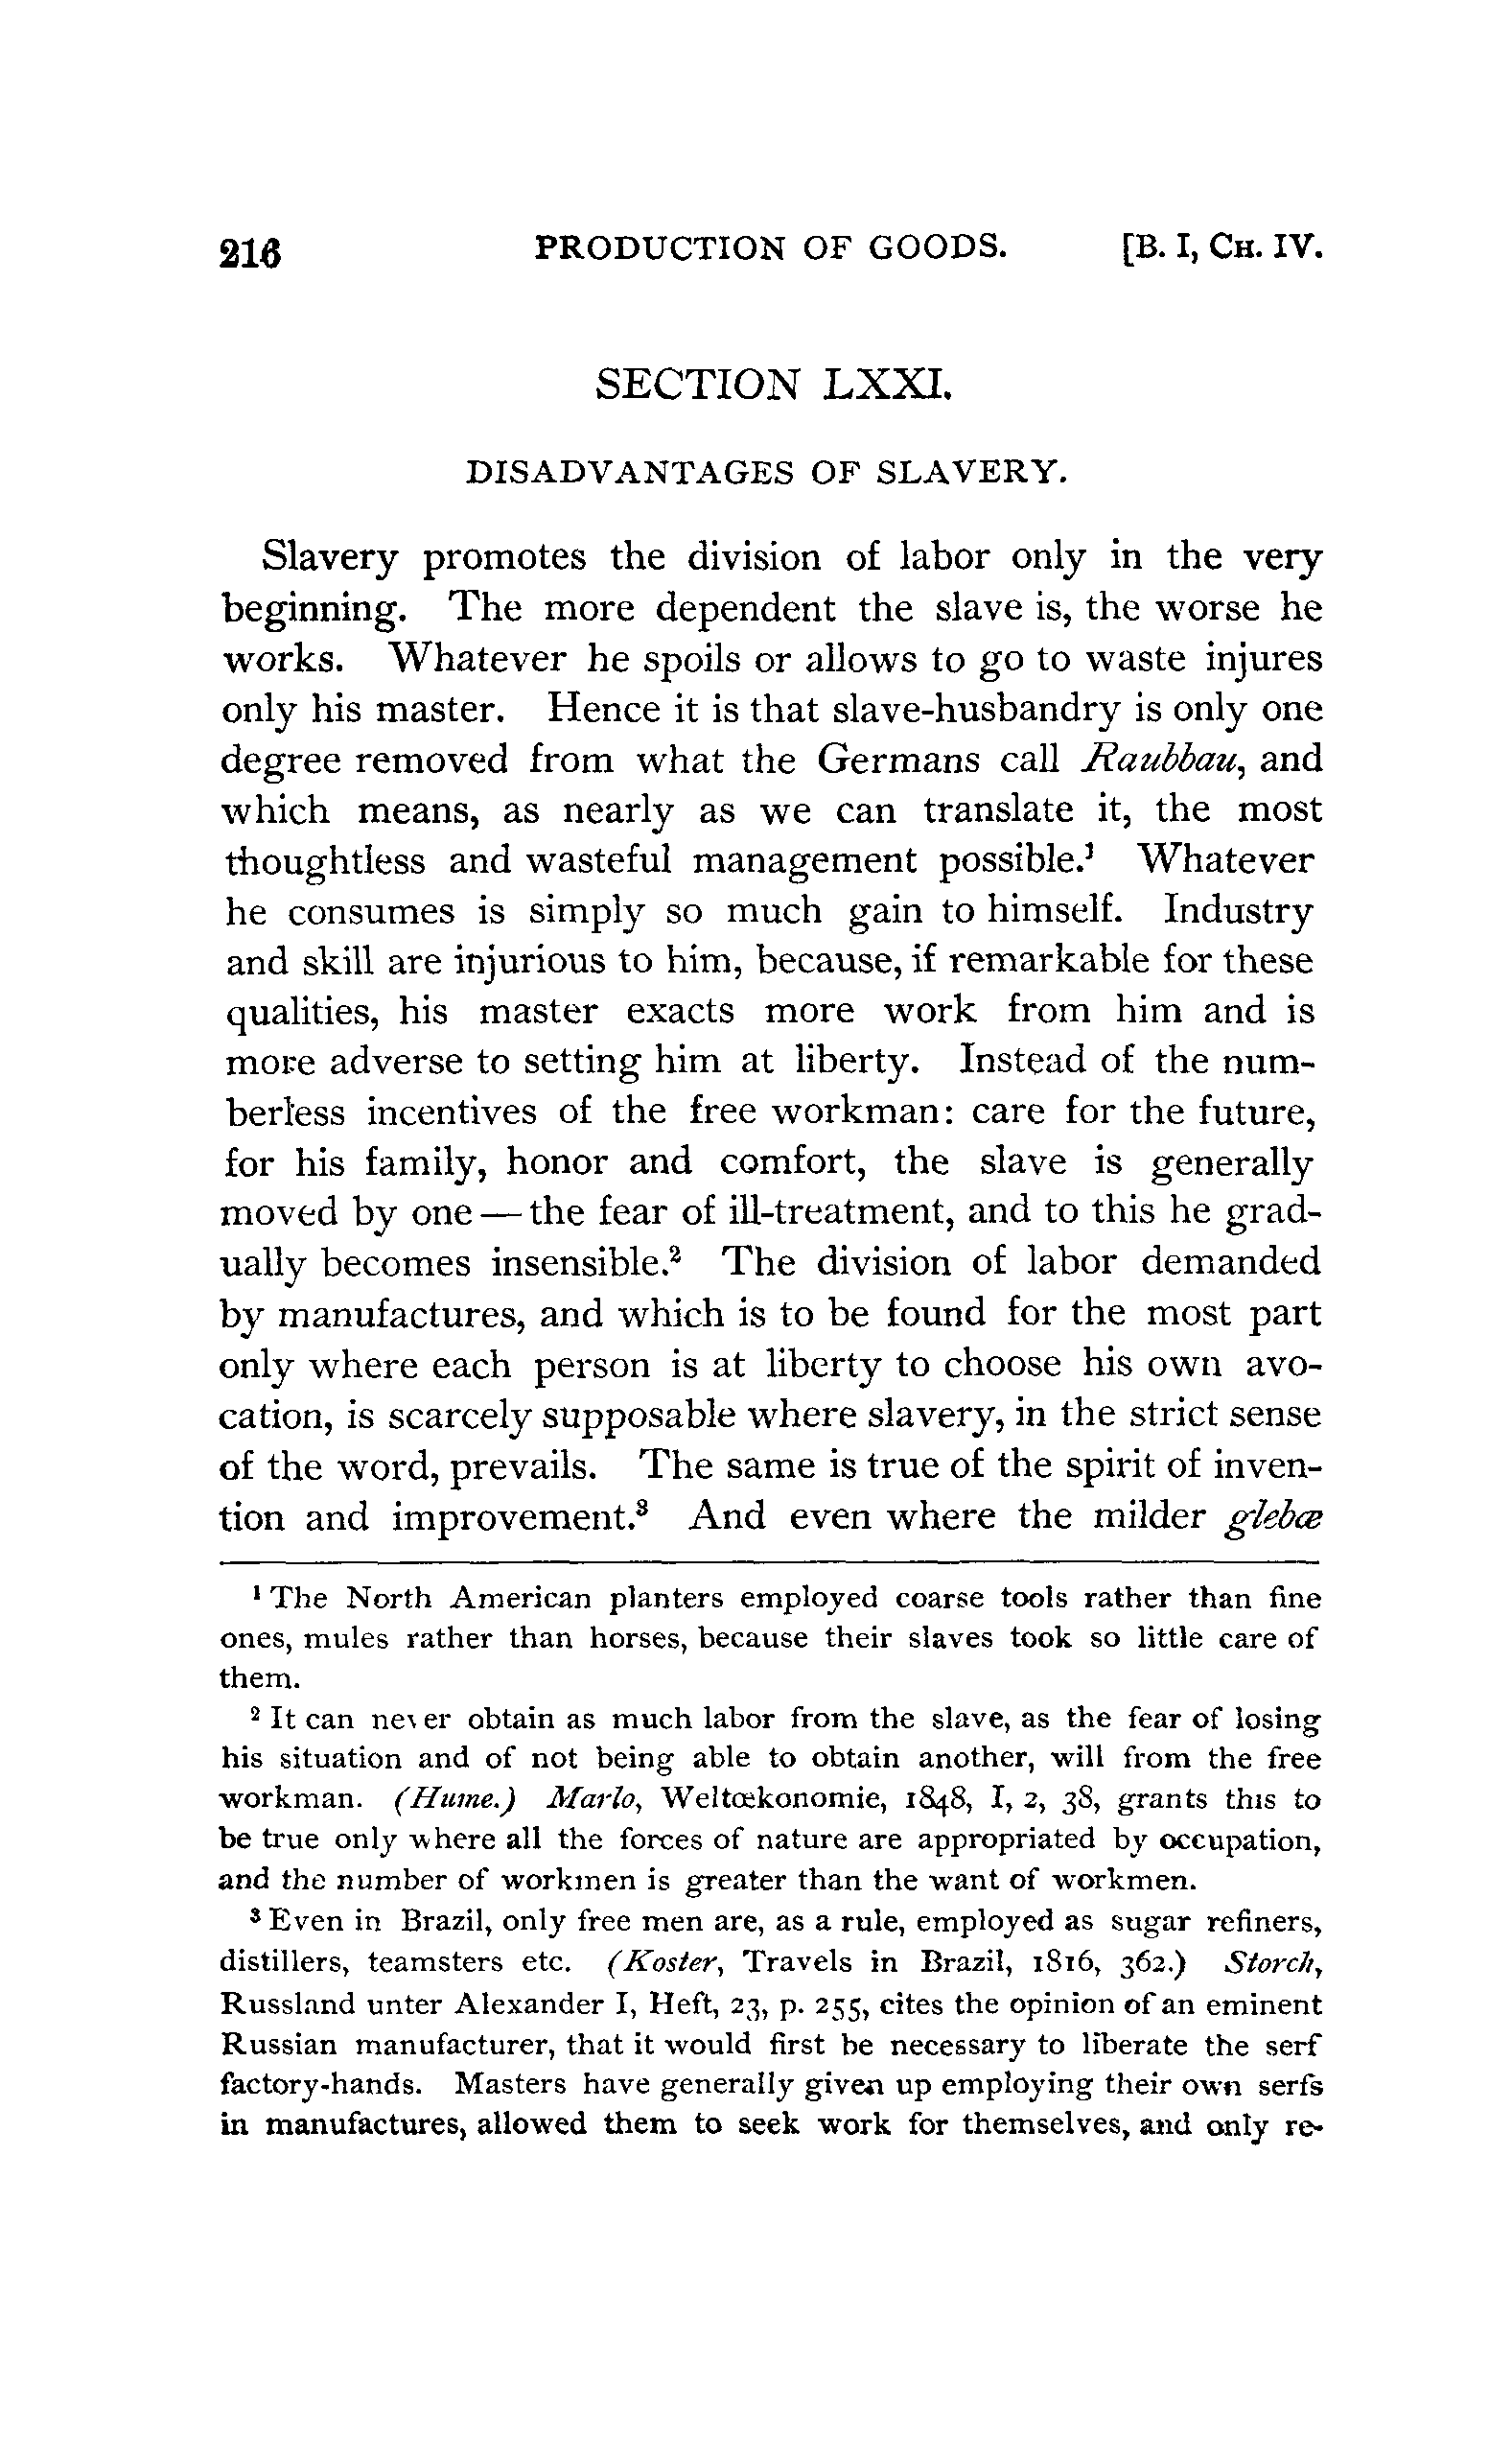 216 PRODUCTION OF GOODS. [B. I, CH. IV.
SECTION LXXI.
DISADVANTAGES OF SLAVERY.
Slavery promotes the division of labor only in the very
beginning. The more dependent the slave is, the worse he
works. Whatever he spoils or allows to go to waste injures
only his master. Hence it is that slave-husbandry is only one
degree removed from what the Germans call Raubbau, and
which means, as nearly as we can translate it, the most
thoughtless and wasteful management possible.¹ Whatever
he consumes is simply so much gain to himself. Industry
and skill are injurious to him, because, if remarkable for these
qualities, his master exacts more work from him and is
more adverse to setting him at liberty. Instead of the num-
berless incentives of the free workman: care for the future,
for his family, honor and comfort, the slave is generally
moved by one — the fear of ill-treatment, and to this he grad-
ually becomes insensible.² The division of labor demanded
by manufactures, and which is to be found for the most part
only where each person is at liberty to choose his own avo-
cation, is scarcely supposable where slavery, in the strict sense
of the word, prevails. The same is true of the spirit of inven-
tion and improvement.³ And even where the milder glebæ
¹ The North American planters employed coarse tools rather than fine
ones, mules rather than horses, because their slaves took so little care of
them.
² It can never obtain as much labor from the slave, as the fear of losing
his situation and of not being able to obtain another, will from the free
workman. (Hume.) Marlo, Weltœkonomie, 1848, I, 2, 38, grants this to
be true only where all the forces of nature are appropriated by occupation,
and the number of workmen is greater than the want of workmen.
³ Even in Brazil, only free men are, as a rule, employed as sugar refiners,
distillers, teamsters etc. (Koster, Travels in Brazil, 1816, 362.) Storch,
Russland unter Alexander I, Heft, 23, p. 255, cites the opinion of an eminent
Russian manufacturer, that it would first be necessary to liberate the serf
factory-hands. Masters have generally given up employing their own serfs
in manufactures, allowed them to seek work for themselves, and only re-